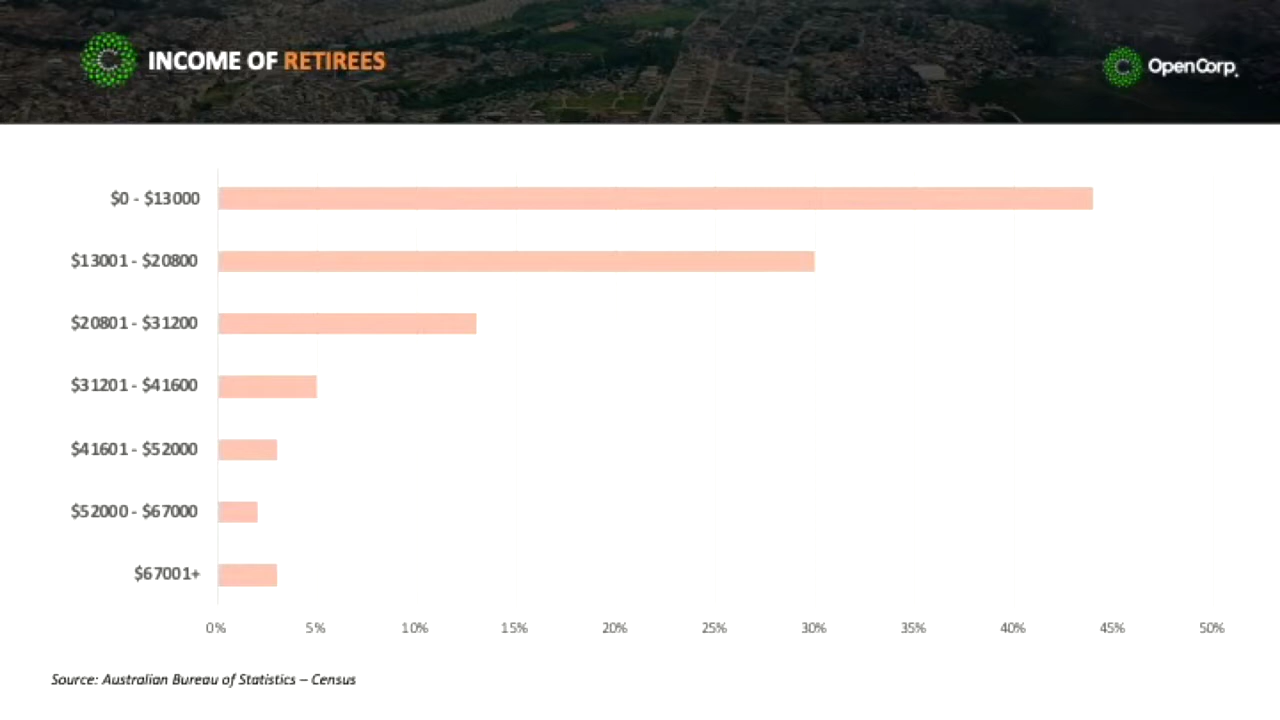 INCOME OF RETIREES
OpenCorp.
$0 - $13000
$13001 - $20800
$20801 - $31200
$31201 - $41600
$41601 - $52000
$52000 - $67000
$67001+
0% 5% 10% 15% 20% 25% 30% 35% 40% 45% 50%
Source: Australian Bureau of Statistics – Census